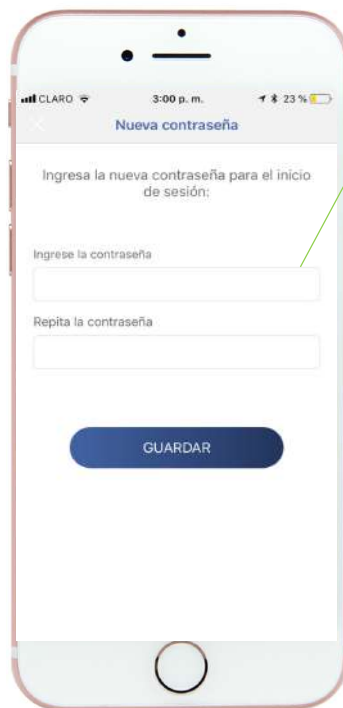 CLARO 3:00 p. m. 23 %
Nueva contraseña
Ingresa la nueva contraseña para el inicio
de sesión:
Ingrese la contraseña
Repita la contraseña
GUARDAR